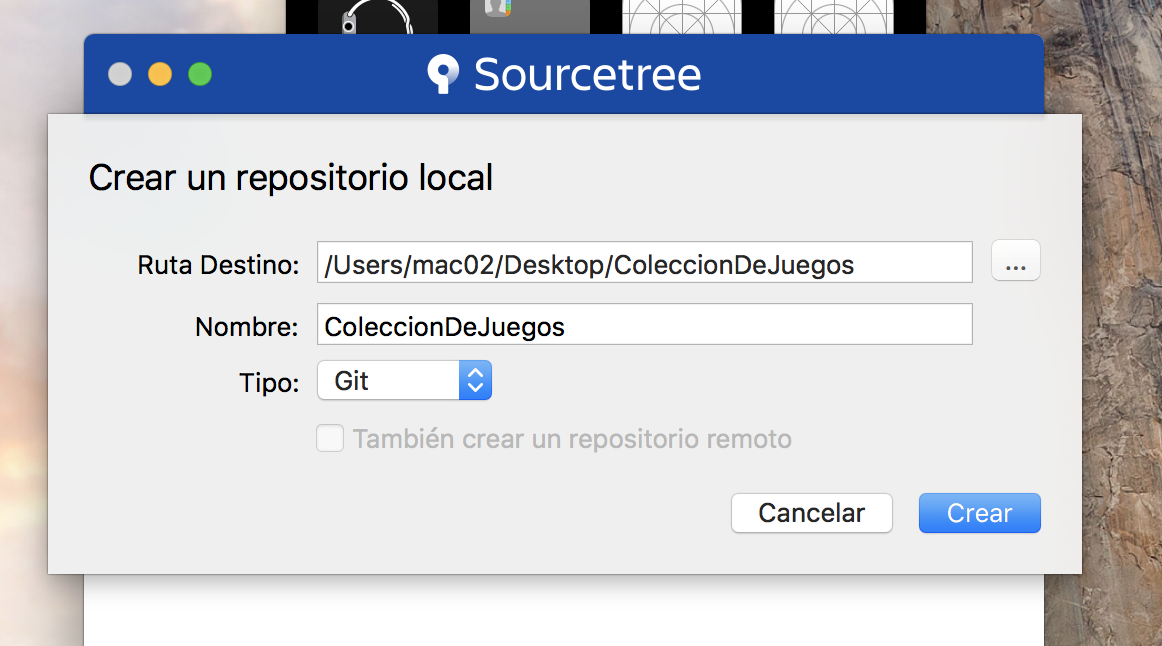 Sourcetree
Crear un repositorio local
Ruta Destino: /Users/mac02/Desktop/ColeccionDeJuegos ...
Nombre: ColeccionDeJuegos
Tipo: Git
También crear un repositorio remoto
Cancelar Crear